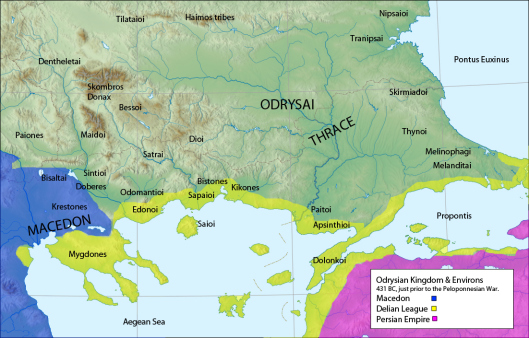 Nipsaioi
Tilataioi
Haimos tribes
Tranipsai
Pontus Euxinus
Dentheletai
Skombros
Donax
Skirmiadoi
Bessoi
ODRYSAI
THRACE
Paiones
Maidoi
Dioi
Thynoi
Satrai
Melinophagi
Melanditai
Sintioi
Bisaltai
Doberes
Bistones
Kikones
Odomantioi
Sapaioi
Krestones
Edonoi
Paitoi
Propontis
MACEDON
Saioi
Apsinthioi
Mygdones
Dolonkoi
Aegean Sea
Odrysian Kingdom & Environs
431 BC, just prior to the Peloponnesian War.
Macedon
Delian League
Persian Empire